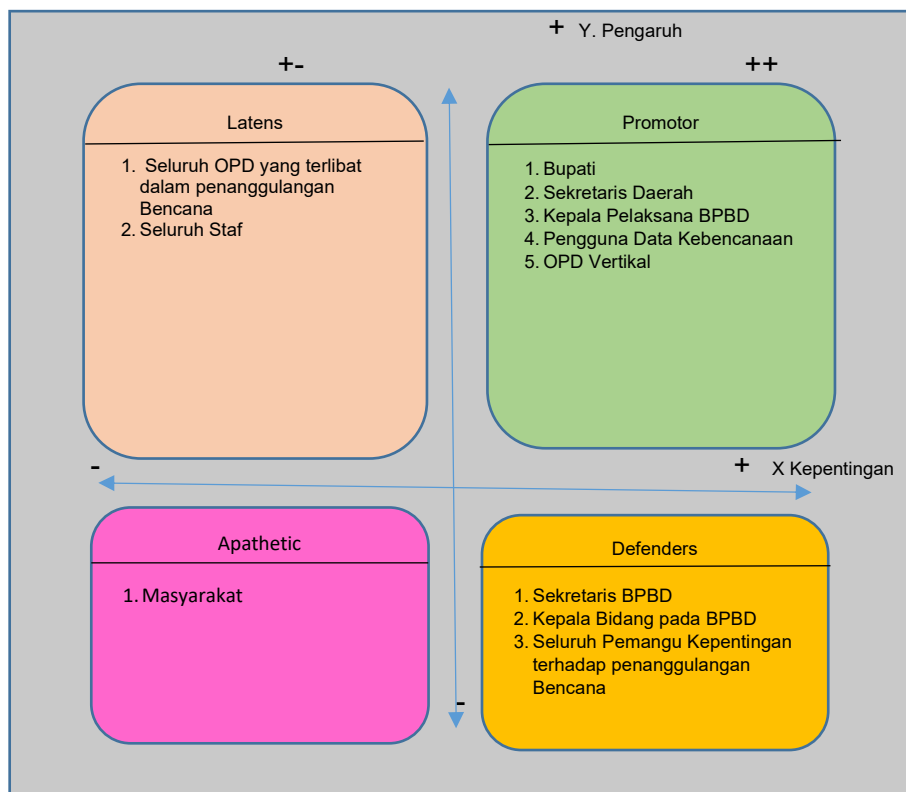 + Y. Pengaruh
+-
++
Latens
1. Seluruh OPD yang terlibat
dalam penanggulangan
Bencana
2. Seluruh Staf
Promotor
1. Bupati
2. Sekretaris Daerah
3. Kepala Pelaksana BPBD
4. Pengguna Data Kebencanaan
5. OPD Vertikal
-
+ X Kepentingan
Apathetic
1. Masyarakat
Defenders
1. Sekretaris BPBD
2. Kepala Bidang pada BPBD
3. Seluruh Pemangu Kepentingan
terhadap penanggulangan
Bencana
-